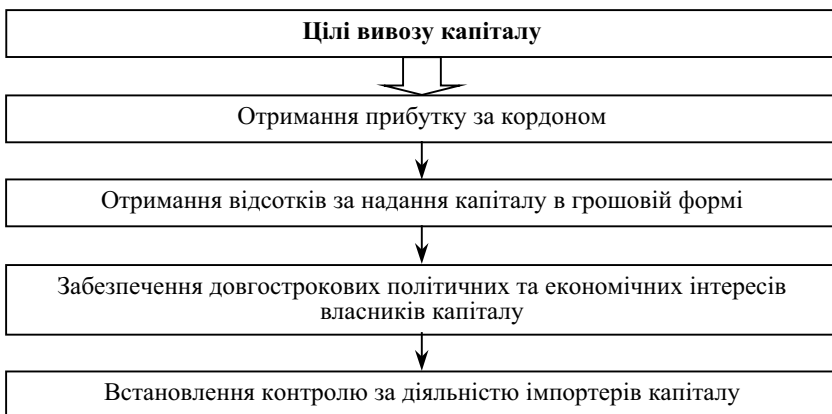 Цілі вивозу капіталу
Отримання прибутку за кордоном
Отримання відсотків за надання капіталу в грошовій формі
Забезпечення довгострокових політичних та економічних інтересів
власників капіталу
Встановлення контролю за діяльністю імпортерів капіталу